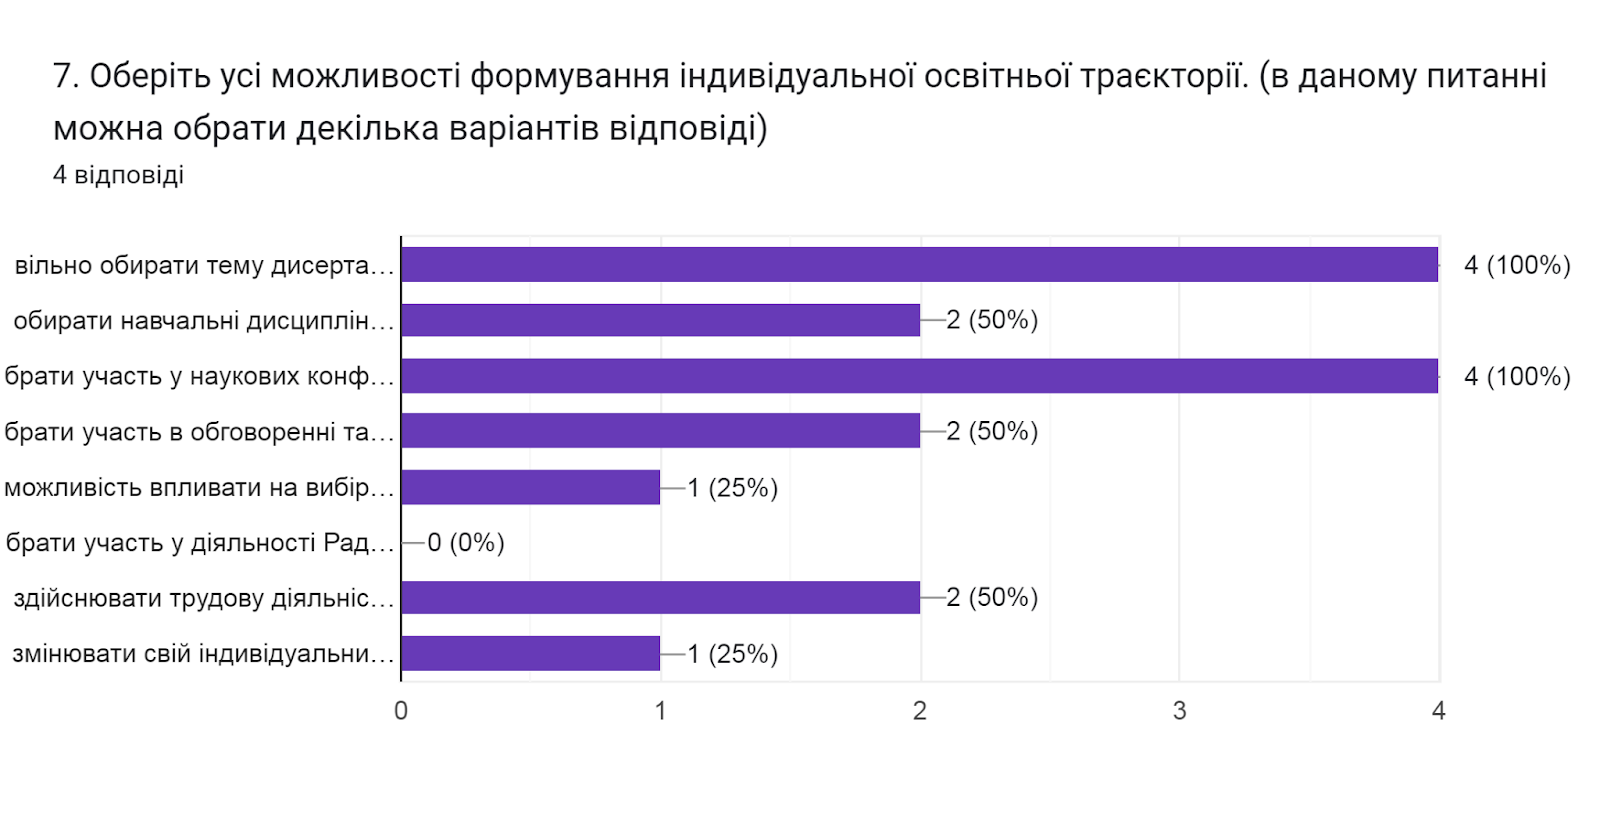 7. Оберіть усі можливості формування індивідуальної освітньої траєкторії. (в даному питанні
можна обрати декілька варіантів відповіді)
4 відповіді
вільно обирати тему дисерта… 4 (100%)
обирати навчальні дисциплін… 2 (50%)
брати участь у наукових конф… 4 (100%)
брати участь в обговоренні та… 2 (50%)
можливість впливати на вибір… 1 (25%)
брати участь у діяльності Рад… 0 (0%)
здійснювати трудову діяльніс… 2 (50%)
змінювати свій індивідуальни… 1 (25%)
0 1 2 3 4